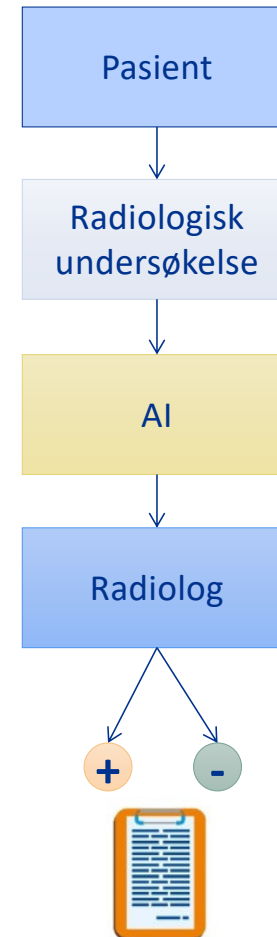 Pasient
Radiologisk
undersøkelse
AI
Radiolog
+ -